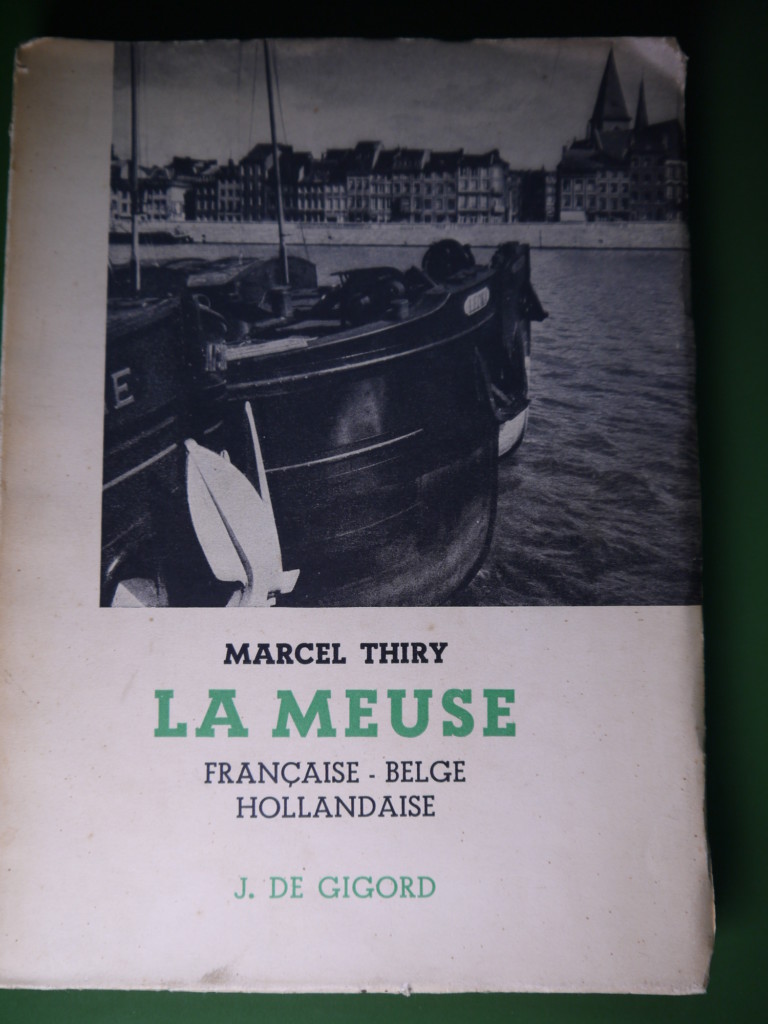 E
MARCEL THIRY
LA MEUSE
FRANÇAISE - BELGE
HOLLANDAISE
J. DE GIGORD